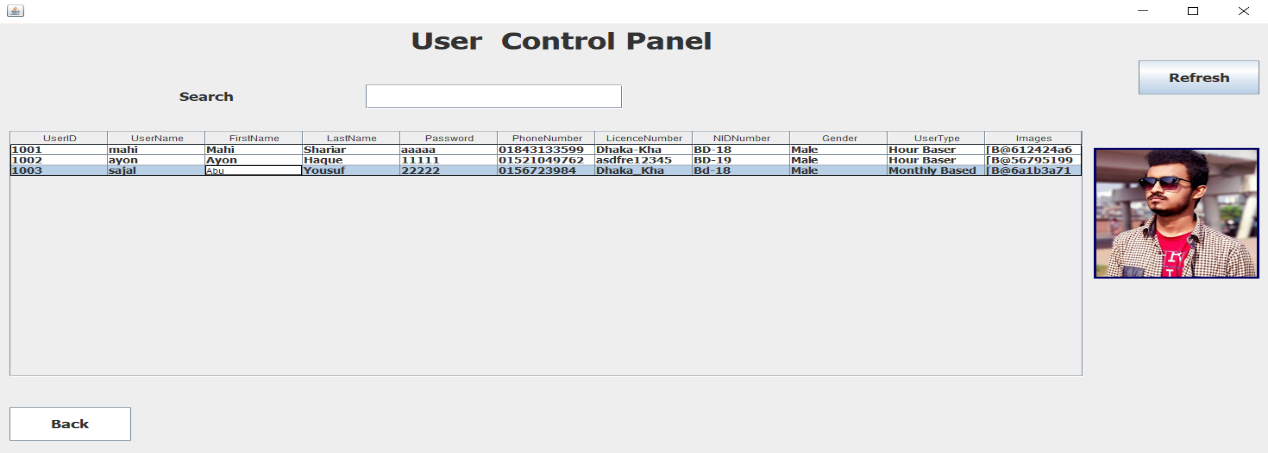 User Control Panel
Refresh
Search
UserID UserName FirstName LastName Password PhoneNumber LicenceNumber NIDNumber Gender UserType Images
1001 mahi Mahi Shariar aaaaa 01843133599 Dhaka-Kha BD-18 Male Hour Baser [B@612424a6
1002 ayon Ayon Haque 11111 01521049762 asdfre12345 BD-19 Male Hour Baser [B@56795199
1003 sajal Abu Yousuf 22222 0156723984 Dhaka_Kha Bd-18 Male Monthly Based [B@6a1b3a71
Back